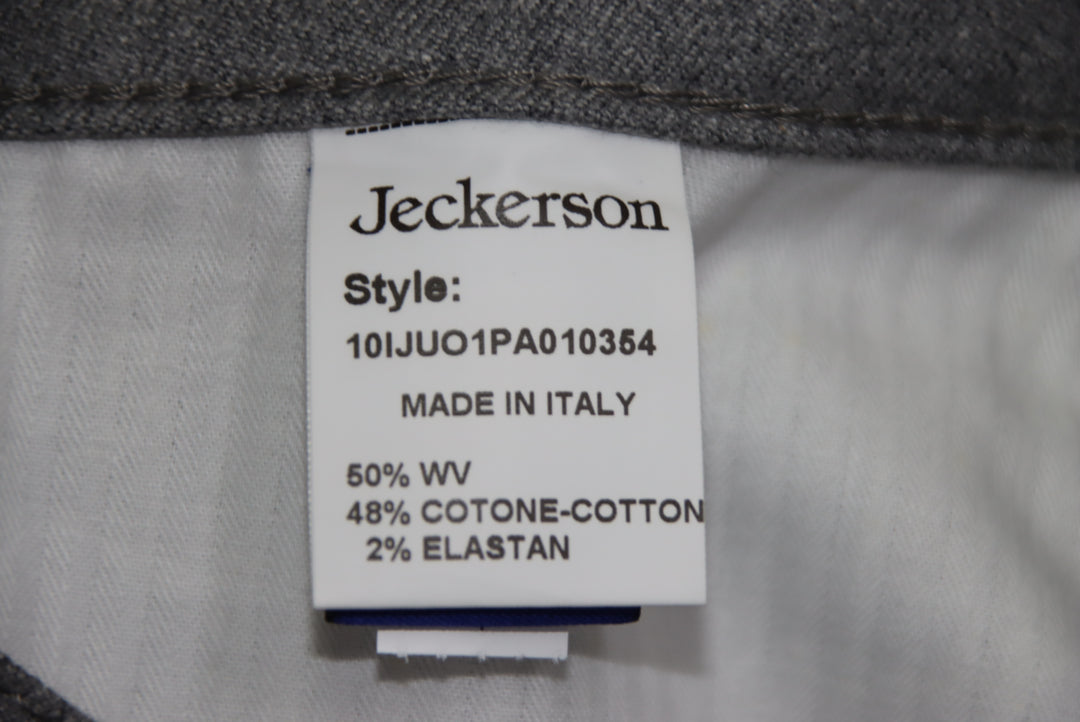 Jeckerson
Style:
10IJUO1PA010354
MADE IN ITALY
50% WV
48% COTONE-COTTON
2% ELASTAN